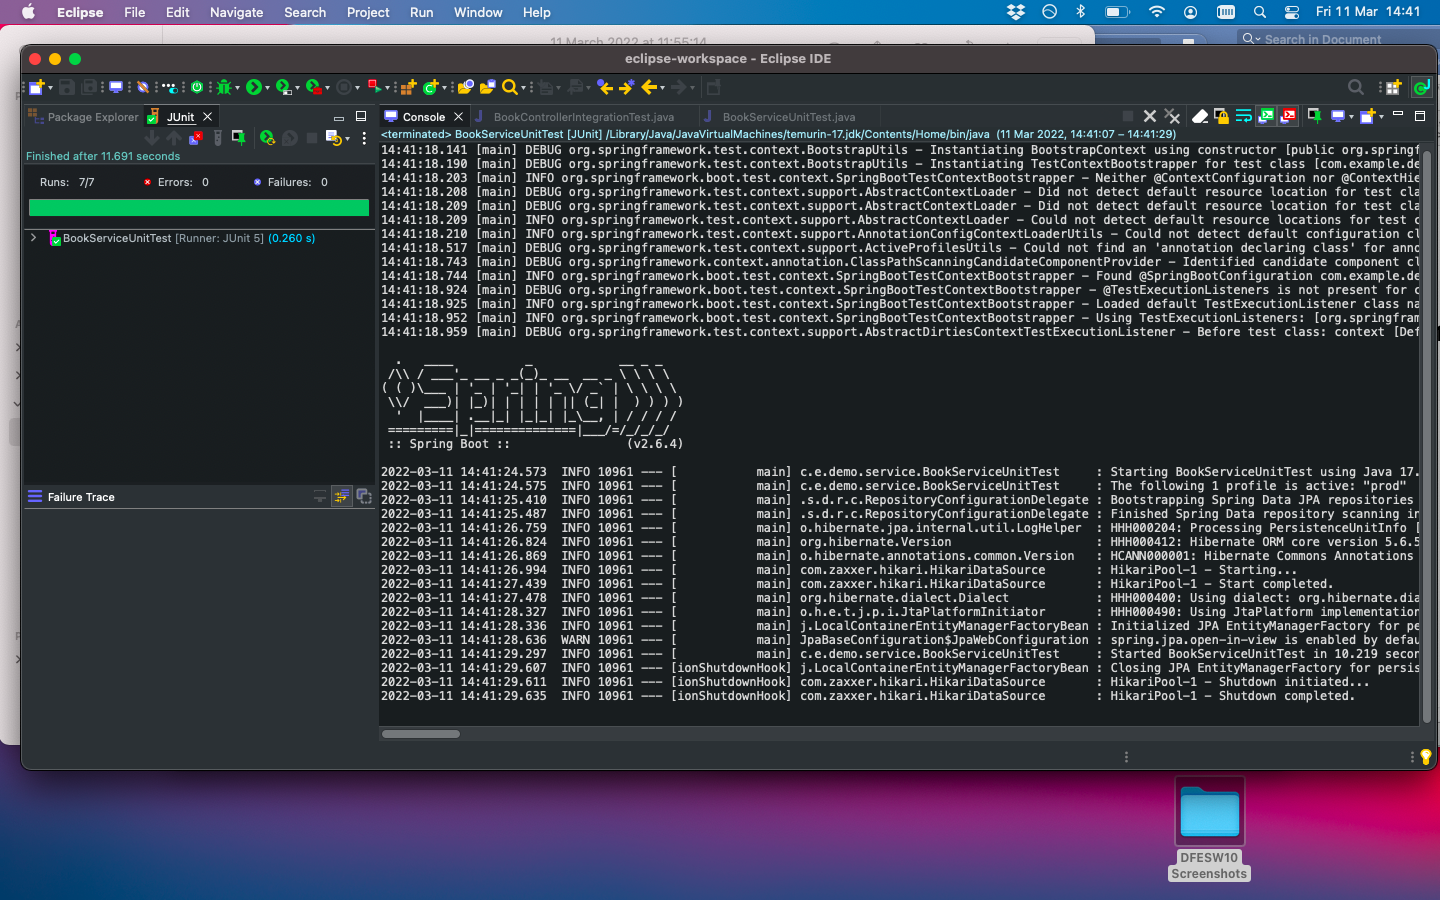 Eclipse File Edit Navigate Search Project Run Window Help Fri 11 Mar 14:41
11 March 2022 at 11:55:14
Search in Document
eclipse-workspace - Eclipse IDE
Package Explorer JUnit
Console BookControllerIntegrationTest.java BookServiceUnitTest.java
Finished after 11.691 seconds
Runs: 7/7 Errors: 0 Failures: 0
BookServiceUnitTest [Runner: JUnit 5] (0.260 s)
Failure Trace
<terminated> BookServiceUnitTest [JUnit] /Library/Java/JavaVirtualMachines/temurin-17.jdk/Contents/Home/bin/java (11 Mar 2022, 14:41:07 – 14:41:29)
14:41:18.141 [main] DEBUG org.springframework.test.context.BootstrapUtils - Instantiating BootstrapContext using constructor [public org.springf
14:41:18.190 [main] DEBUG org.springframework.test.context.BootstrapUtils - Instantiating TestContextBootstrapper for test class [com.example.de
14:41:18.203 [main] INFO org.springframework.boot.test.context.SpringBootTestContextBootstrapper - Neither @ContextConfiguration nor @ContextHie
14:41:18.208 [main] DEBUG org.springframework.test.context.support.AbstractContextLoader - Did not detect default resource location for test cla
14:41:18.209 [main] DEBUG org.springframework.test.context.support.AbstractContextLoader - Did not detect default resource location for test cla
14:41:18.209 [main] INFO org.springframework.test.context.support.AbstractContextLoader - Could not detect default resource locations for test c
14:41:18.210 [main] INFO org.springframework.test.context.support.AnnotationConfigContextLoaderUtils - Could not detect default configuration cl
14:41:18.517 [main] DEBUG org.springframework.test.context.support.ActiveProfilesUtils - Could not find an 'annotation declaring class' for anno
14:41:18.743 [main] DEBUG org.springframework.context.annotation.ClassPathScanningCandidateComponentProvider - Identified candidate component cl
14:41:18.744 [main] INFO org.springframework.boot.test.context.SpringBootTestContextBootstrapper - Found @SpringBootConfiguration com.example.de
14:41:18.924 [main] DEBUG org.springframework.boot.test.context.SpringBootTestContextBootstrapper - @TestExecutionListeners is not present for c
14:41:18.925 [main] INFO org.springframework.boot.test.context.SpringBootTestContextBootstrapper - Loaded default TestExecutionListener class na
14:41:18.952 [main] INFO org.springframework.boot.test.context.SpringBootTestContextBootstrapper - Using TestExecutionListeners: [org.springfram
14:41:18.959 [main] DEBUG org.springframework.test.context.support.AbstractDirtiesContextTestExecutionListener - Before test class: context [Def
Spring
:: Spring Boot :: (v2.6.4)
2022-03-11 14:41:24.573 INFO 10961 --- [ main] c.e.demo.service.BookServiceUnitTest : Starting BookServiceUnitTest using Java 17.
2022-03-11 14:41:24.575 INFO 10961 --- [ main] c.e.demo.service.BookServiceUnitTest : The following 1 profile is active: "prod"
2022-03-11 14:41:25.410 INFO 10961 --- [ main] .s.d.r.c.RepositoryConfigurationDelegate : Bootstrapping Spring Data JPA repositories
2022-03-11 14:41:25.487 INFO 10961 --- [ main] .s.d.r.c.RepositoryConfigurationDelegate : Finished Spring Data repository scanning in
2022-03-11 14:41:26.759 INFO 10961 --- [ main] o.hibernate.jpa.internal.util.LogHelper : HHH000204: Processing PersistenceUnitInfo [
2022-03-11 14:41:26.824 INFO 10961 --- [ main] org.hibernate.Version : HHH000412: Hibernate ORM core version 5.6.5
2022-03-11 14:41:26.869 INFO 10961 --- [ main] o.hibernate.annotations.common.Version : HCANN000001: Hibernate Commons Annotations
2022-03-11 14:41:26.994 INFO 10961 --- [ main] com.zaxxer.hikari.HikariDataSource : HikariPool-1 - Starting...
2022-03-11 14:41:27.439 INFO 10961 --- [ main] com.zaxxer.hikari.HikariDataSource : HikariPool-1 - Start completed.
2022-03-11 14:41:27.478 INFO 10961 --- [ main] org.hibernate.dialect.Dialect : HHH000400: Using dialect: org.hibernate.dia
2022-03-11 14:41:28.327 INFO 10961 --- [ main] o.h.e.t.j.p.i.JtaPlatformInitiator : HHH000490: Using JtaPlatform implementation
2022-03-11 14:41:28.336 INFO 10961 --- [ main] j.LocalContainerEntityManagerFactoryBean : Initialized JPA EntityManagerFactory for pe
2022-03-11 14:41:28.636 WARN 10961 --- [ main] JpaBaseConfiguration$JpaWebConfiguration : spring.jpa.open-in-view is enabled by defau
2022-03-11 14:41:29.297 INFO 10961 --- [ main] c.e.demo.service.BookServiceUnitTest : Started BookServiceUnitTest in 10.219 secon
2022-03-11 14:41:29.607 INFO 10961 --- [ionShutdownHook] j.LocalContainerEntityManagerFactoryBean : Closing JPA EntityManagerFactory for persis
2022-03-11 14:41:29.611 INFO 10961 --- [ionShutdownHook] com.zaxxer.hikari.HikariDataSource : HikariPool-1 - Shutdown initiated...
2022-03-11 14:41:29.635 INFO 10961 --- [ionShutdownHook] com.zaxxer.hikari.HikariDataSource : HikariPool-1 - Shutdown completed.
DFESW10
Screenshots